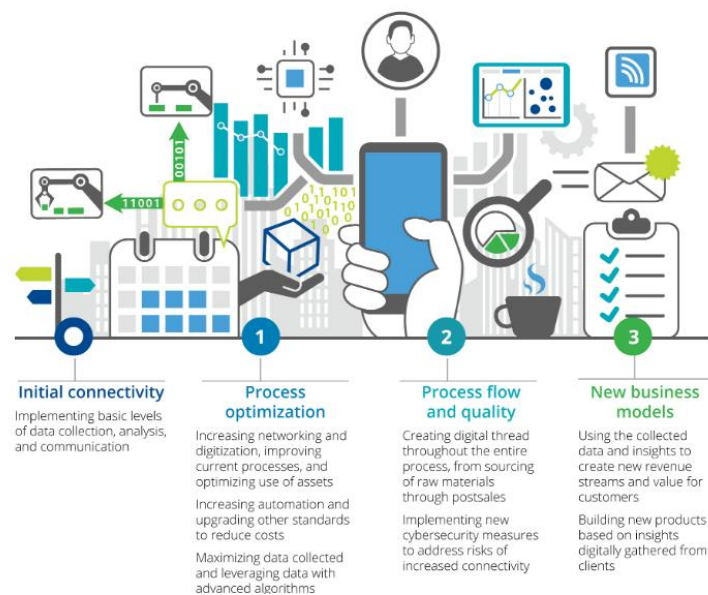 00101
11001
1
2
3
Initial connectivity
Implementing basic levels
of data collection, analysis,
and communication
Process
optimization
Increasing networking and
digitization, improving
current processes, and
optimizing use of assets
Increasing automation and
upgrading other standards
to reduce costs
Maximizing data collected
and leveraging data with
advanced algorithms
Process flow
and quality
Creating digital thread
throughout the entire
process, from sourcing
of raw materials
through postsales
Implementing new
cybersecurity measures
to address risks of
increased connectivity
New business
models
Using the collected
data and insights to
create new revenue
streams and value for
customers
Building new products
based on insights
digitally gathered from
clients